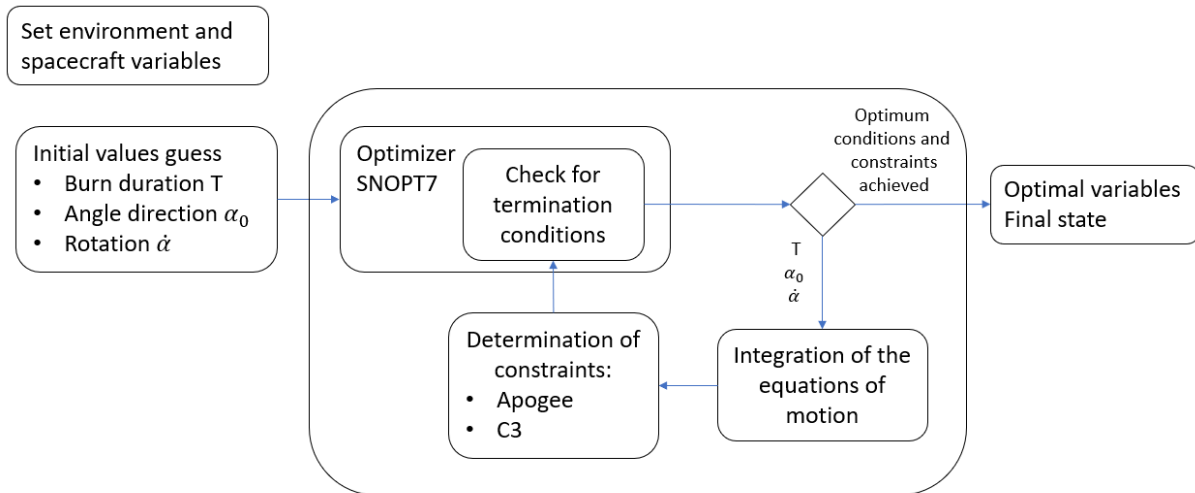 Set environment and
spacecraft variables
Initial values guess
• Burn duration T
• Angle direction α₀
• Rotation α̇
Optimizer
SNOPT7
Check for
termination
conditions
Optimum
conditions and
constraints
achieved
Optimal variables
Final state
T
α₀
α̇
Integration of the
equations of
motion
Determination of
constraints:
• Apogee
• C3